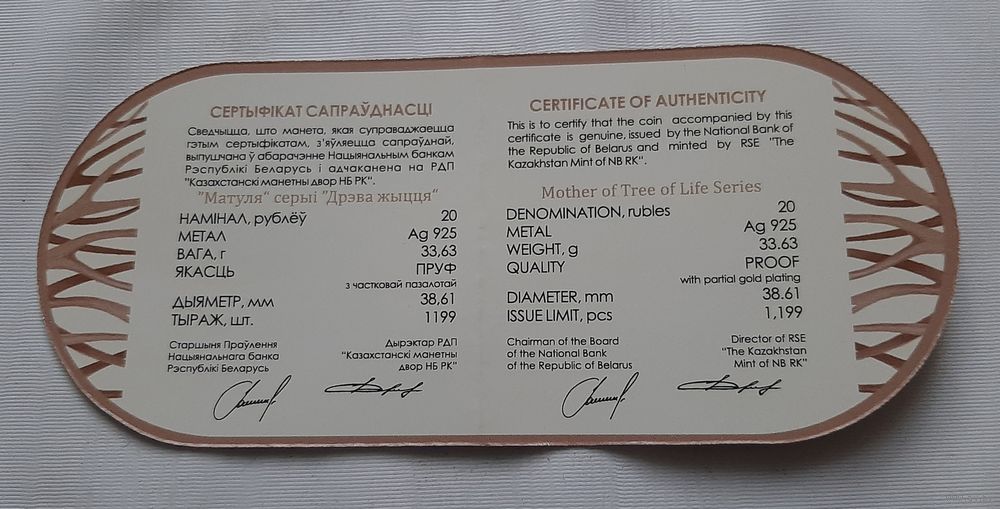 СЕРТЫФІКАТ САПРАЎДНАСЦІ
Сведчыцца, што манета, якая суправаджаецца
гэтым сертыфікатам, з'яўляецца сапраўднай,
выпушчана ў абарачэнне Нацыянальным банкам
Рэспублікі Беларусь і адчаканена на РДП
"Казахстанскі манетны двор НБ РК".
"Матуля“ серыі "Дрэва жыцця“
НАМІНАЛ, рублёў 20
МЕТАЛ Ag 925
ВАГА, г 33,63
ЯКАСЦЬ ПРУФ
з частковай пазалотай
ДЫЯМЕТР, мм 38,61
ТЫРАЖ, шт. 1199
Старшыня Праўлення
Нацыянальнага банка
Рэспублікі Беларусь
Дырэктар РДП
"Казахстанскі манетны
двор НБ РК"
CERTIFICATE OF AUTHENTICITY
This is to certify that the coin accompanied by this
certificate is genuine, issued by the National Bank of
the Republic of Belarus and minted by RSE "The
Kazakhstan Mint of NB RK".
Mother of Tree of Life Series
DENOMINATION, rubles 20
METAL Ag 925
WEIGHT, g 33.63
QUALITY PROOF
with partial gold plating
DIAMETER, mm 38.61
ISSUE LIMIT, pcs 1,199
Chairman of the Board
of the National Bank
of the Republic of Belarus
Director of RSE
"The Kazakhstan
Mint of NB RK"